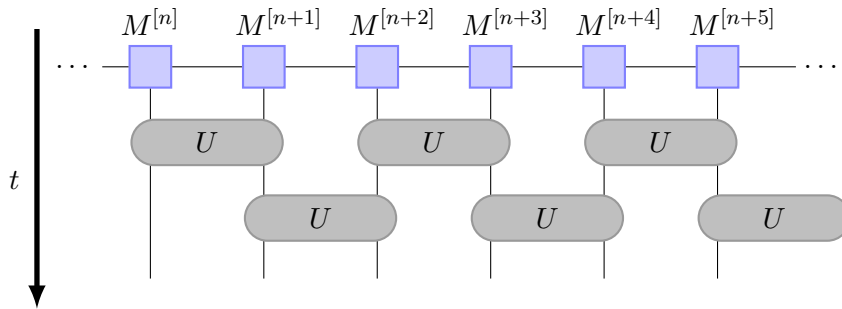 M^[n] M^[n+1] M^[n+2] M^[n+3] M^[n+4] M^[n+5]
··· ···
U U U
t
U U U